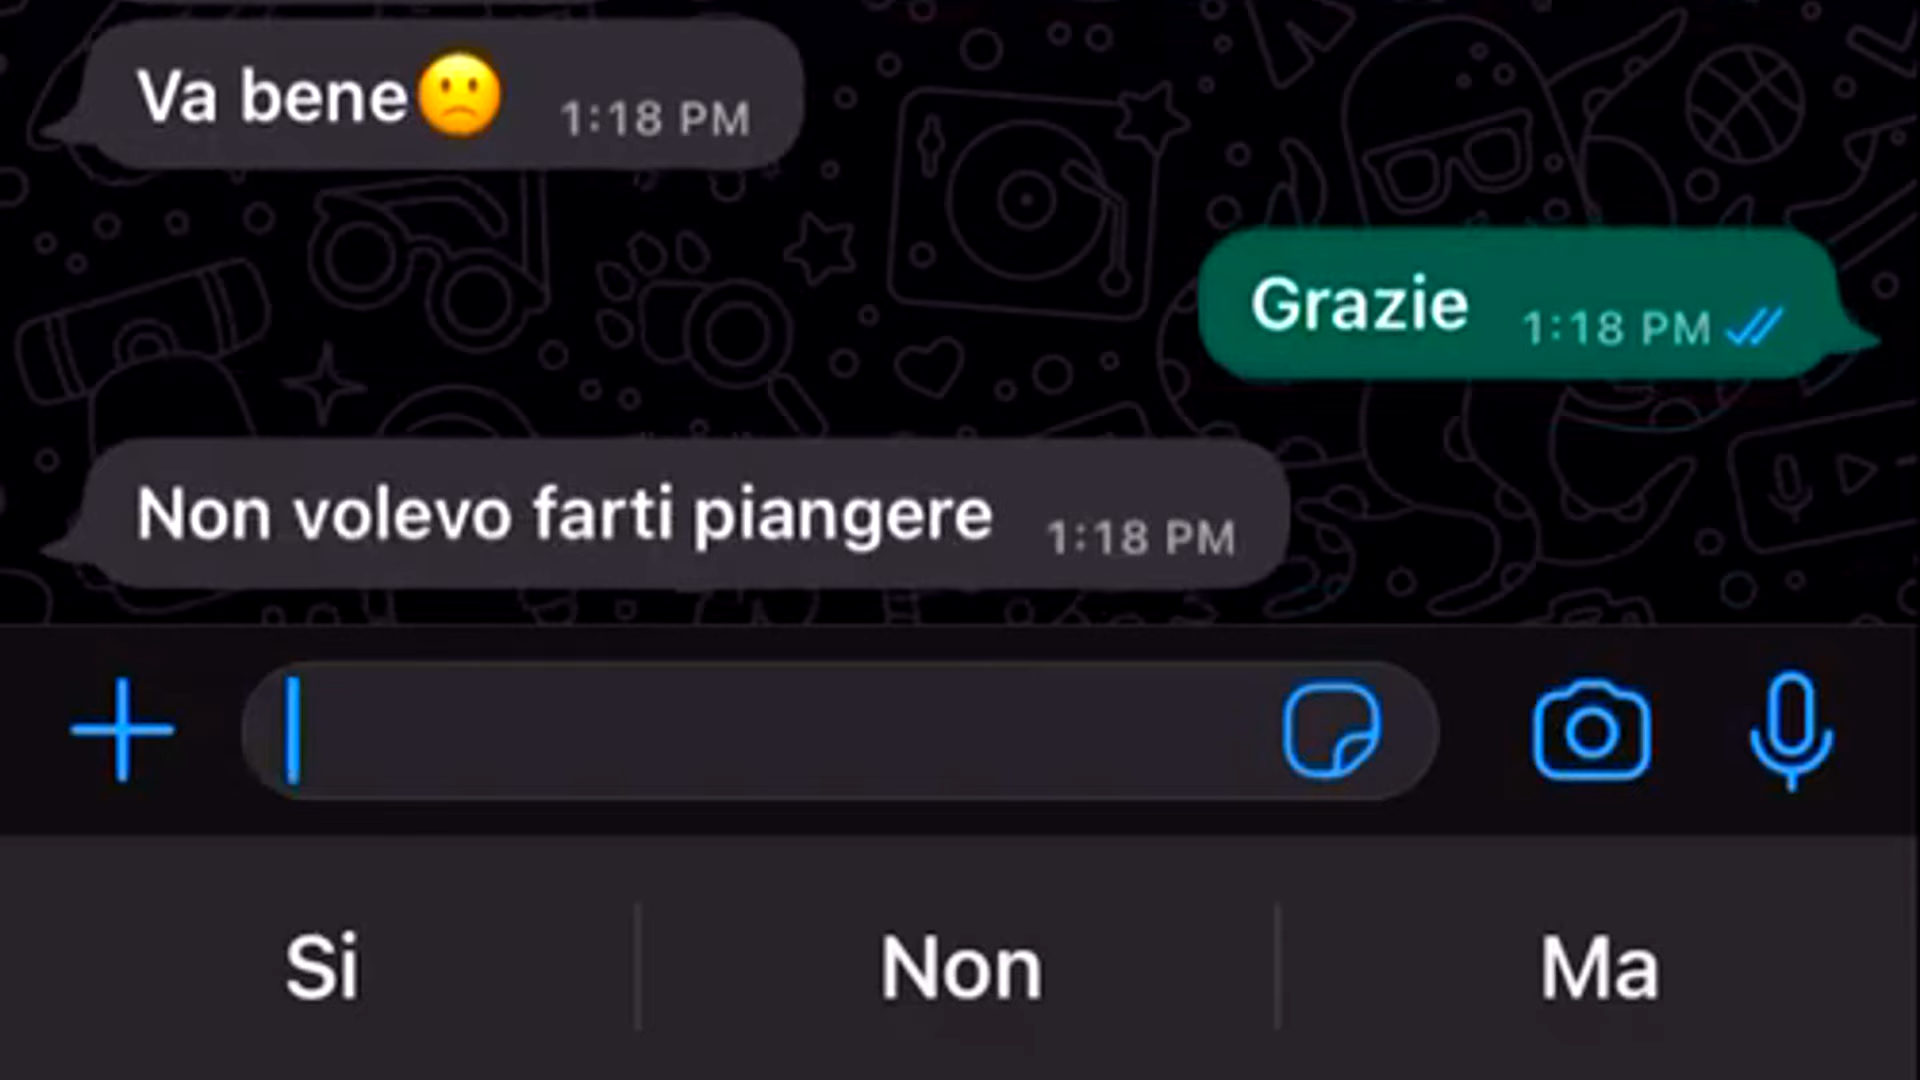 Va bene🙁 1:18 PM
Grazie 1:18 PM
Non volevo farti piangere 1:18 PM
Si Non Ma